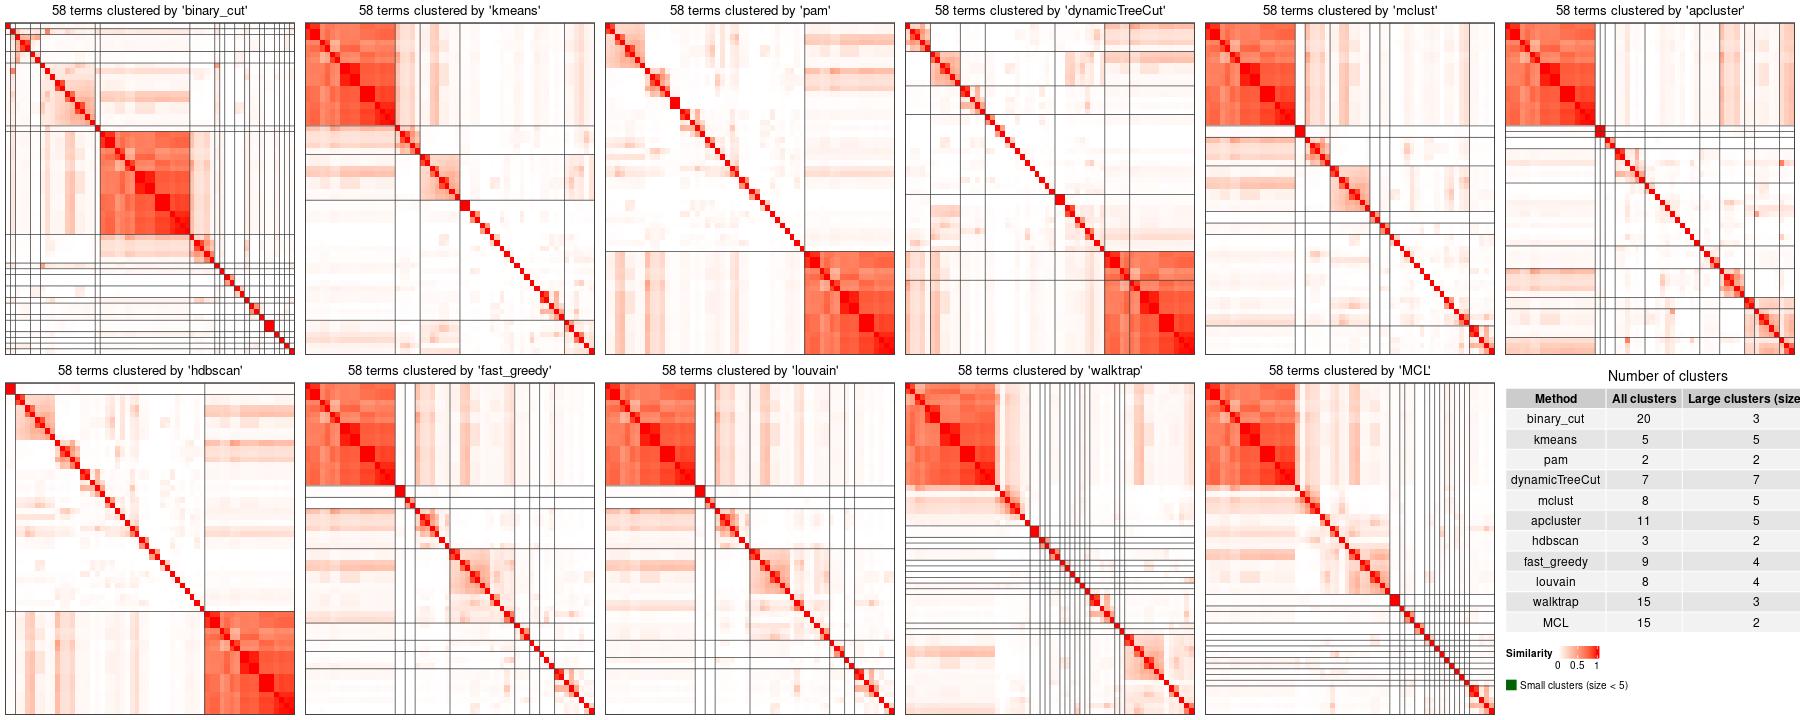 58 terms clustered by 'binary_cut'
58 terms clustered by 'kmeans'
58 terms clustered by 'pam'
58 terms clustered by 'dynamicTreeCut'
58 terms clustered by 'mclust'
58 terms clustered by 'apcluster'
58 terms clustered by 'hdbscan'
58 terms clustered by 'fast_greedy'
58 terms clustered by 'louvain'
58 terms clustered by 'walktrap'
58 terms clustered by 'MCL'
Number of clusters
Method All clusters Large clusters (size
binary_cut 20 3
kmeans 5 5
pam 2 2
dynamicTreeCut 7 7
mclust 8 5
apcluster 11 5
hdbscan 3 2
fast_greedy 9 4
louvain 8 4
walktrap 15 3
MCL 15 2
Similarity
0 0.5 1
Small clusters (size < 5)